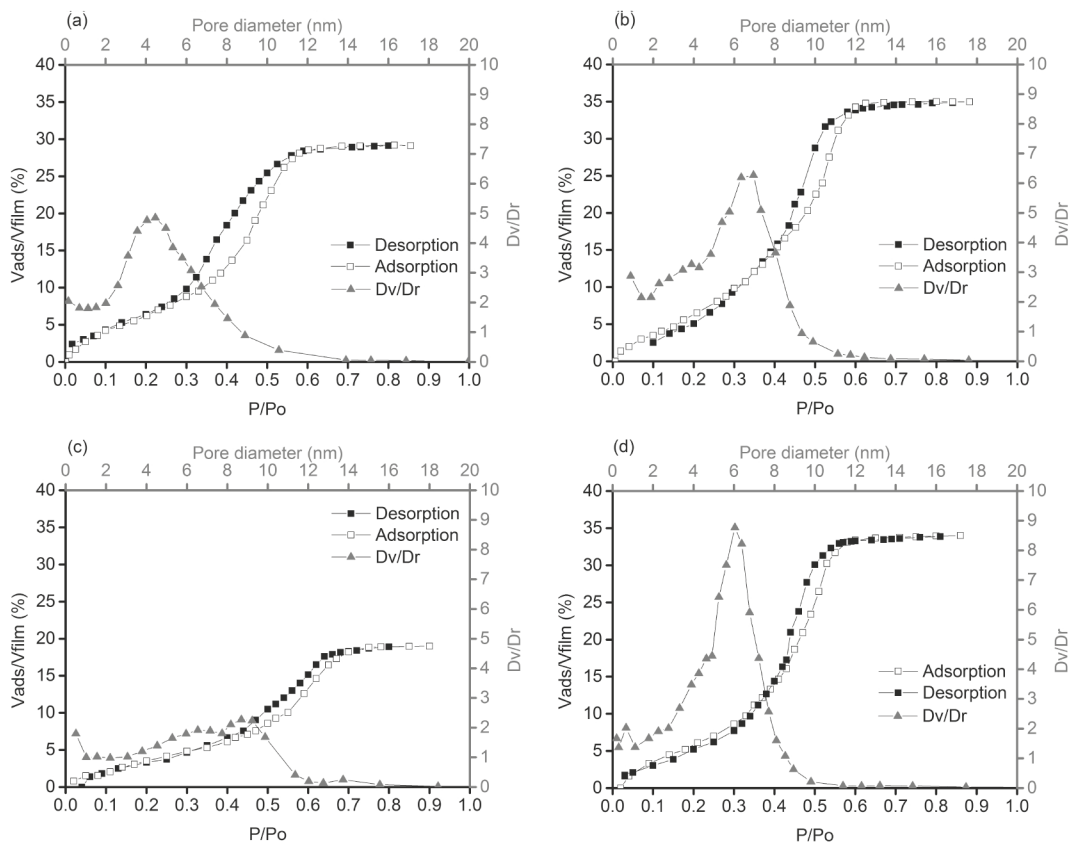 (a)
Pore diameter (nm)
0 2 4 6 8 10 12 14 16 18 20
40 35 30 25 20 15 10 5 0
Vads/Vfilm (%)
10 9 8 7 6 5 4 3 2 1 0
Dv/Dr
Desorption
Adsorption
Dv/Dr
0.0 0.1 0.2 0.3 0.4 0.5 0.6 0.7 0.8 0.9 1.0
P/Po
(b)
Pore diameter (nm)
0 2 4 6 8 10 12 14 16 18 20
40 35 30 25 20 15 10 5 0
Vads/Vfilm (%)
10 9 8 7 6 5 4 3 2 1 0
Dv/Dr
Desorption
Adsorption
Dv/Dr
0.0 0.1 0.2 0.3 0.4 0.5 0.6 0.7 0.8 0.9 1.0
P/Po
(c)
Pore diameter (nm)
0 2 4 6 8 10 12 14 16 18 20
40 35 30 25 20 15 10 5 0
Vads/Vfilm (%)
10 9 8 7 6 5 4 3 2 1 0
Dv/Dr
Desorption
Adsorption
Dv/Dr
0.0 0.1 0.2 0.3 0.4 0.5 0.6 0.7 0.8 0.9 1.0
P/Po
(d)
Pore diameter (nm)
0 2 4 6 8 10 12 14 16 18 20
40 35 30 25 20 15 10 5 0
Vads/Vfilm (%)
10 9 8 7 6 5 4 3 2 1 0
Dv/Dr
Adsorption
Desorption
Dv/Dr
0.0 0.1 0.2 0.3 0.4 0.5 0.6 0.7 0.8 0.9 1.0
P/Po